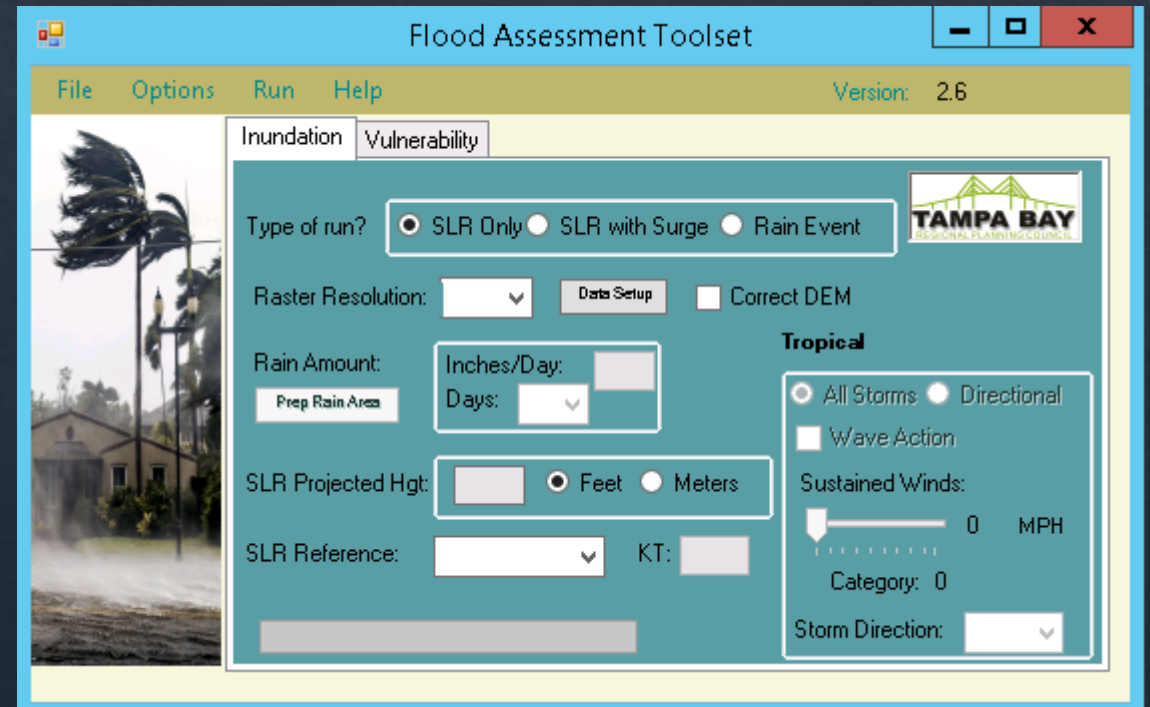 Flood Assessment Toolset
File Options Run Help Version: 2.6
Inundation Vulnerability
Type of run? SLR Only SLR with Surge Rain Event
TAMPA BAY
REGIONAL PLANNING COUNCIL
Raster Resolution: Data Setup Correct DEM
Tropical
Rain Amount: Inches/Day:
Prep Rain Area Days:
All Storms Directional
Wave Action
SLR Projected Hgt: Feet Meters
Sustained Winds:
0 MPH
SLR Reference: KT:
Category: 0
Storm Direction: